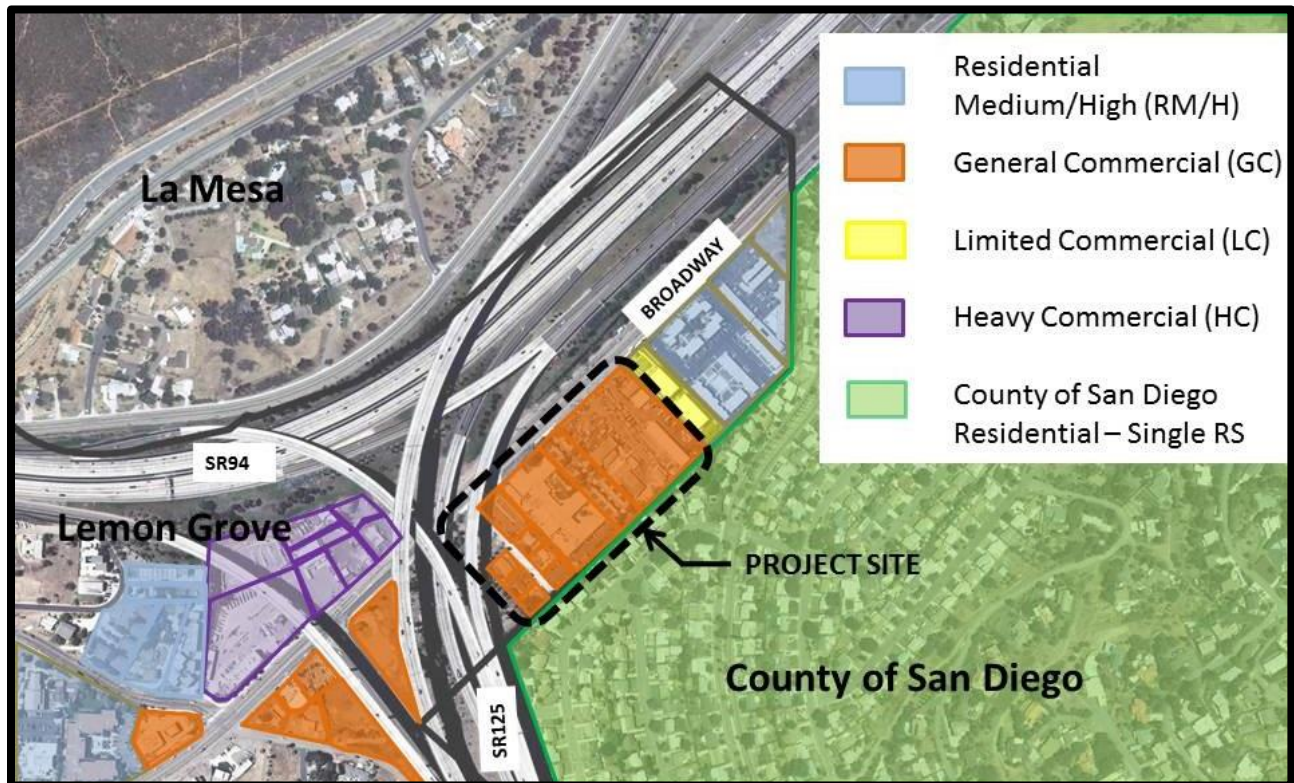 Residential
Medium/High (RM/H)
General Commercial (GC)
Limited Commercial (LC)
Heavy Commercial (HC)
County of San Diego
Residential – Single RS
La Mesa
BROADWAY
SR94
Lemon Grove
PROJECT SITE
County of San Diego
SR125